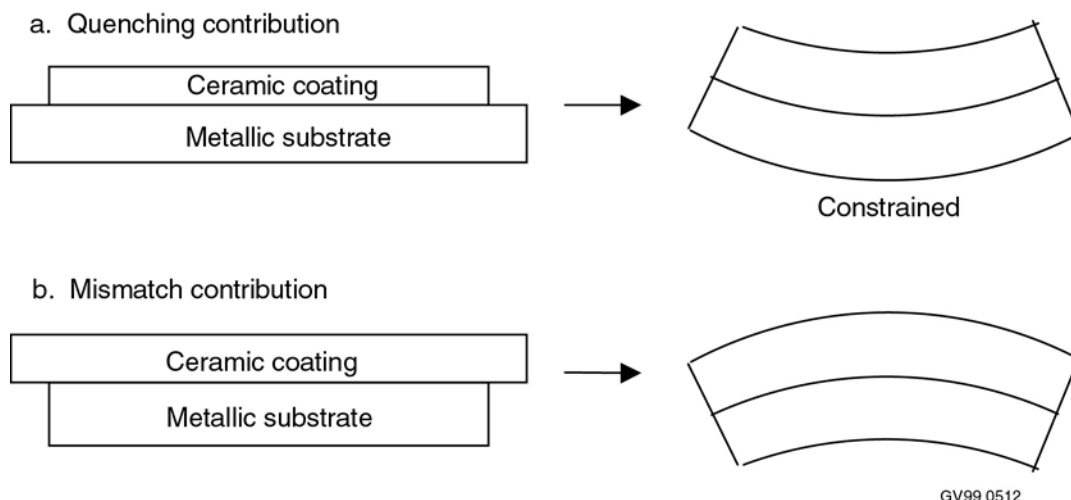 a. Quenching contribution
Ceramic coating
Metallic substrate
Constrained
b. Mismatch contribution
Ceramic coating
Metallic substrate
GV99 0512